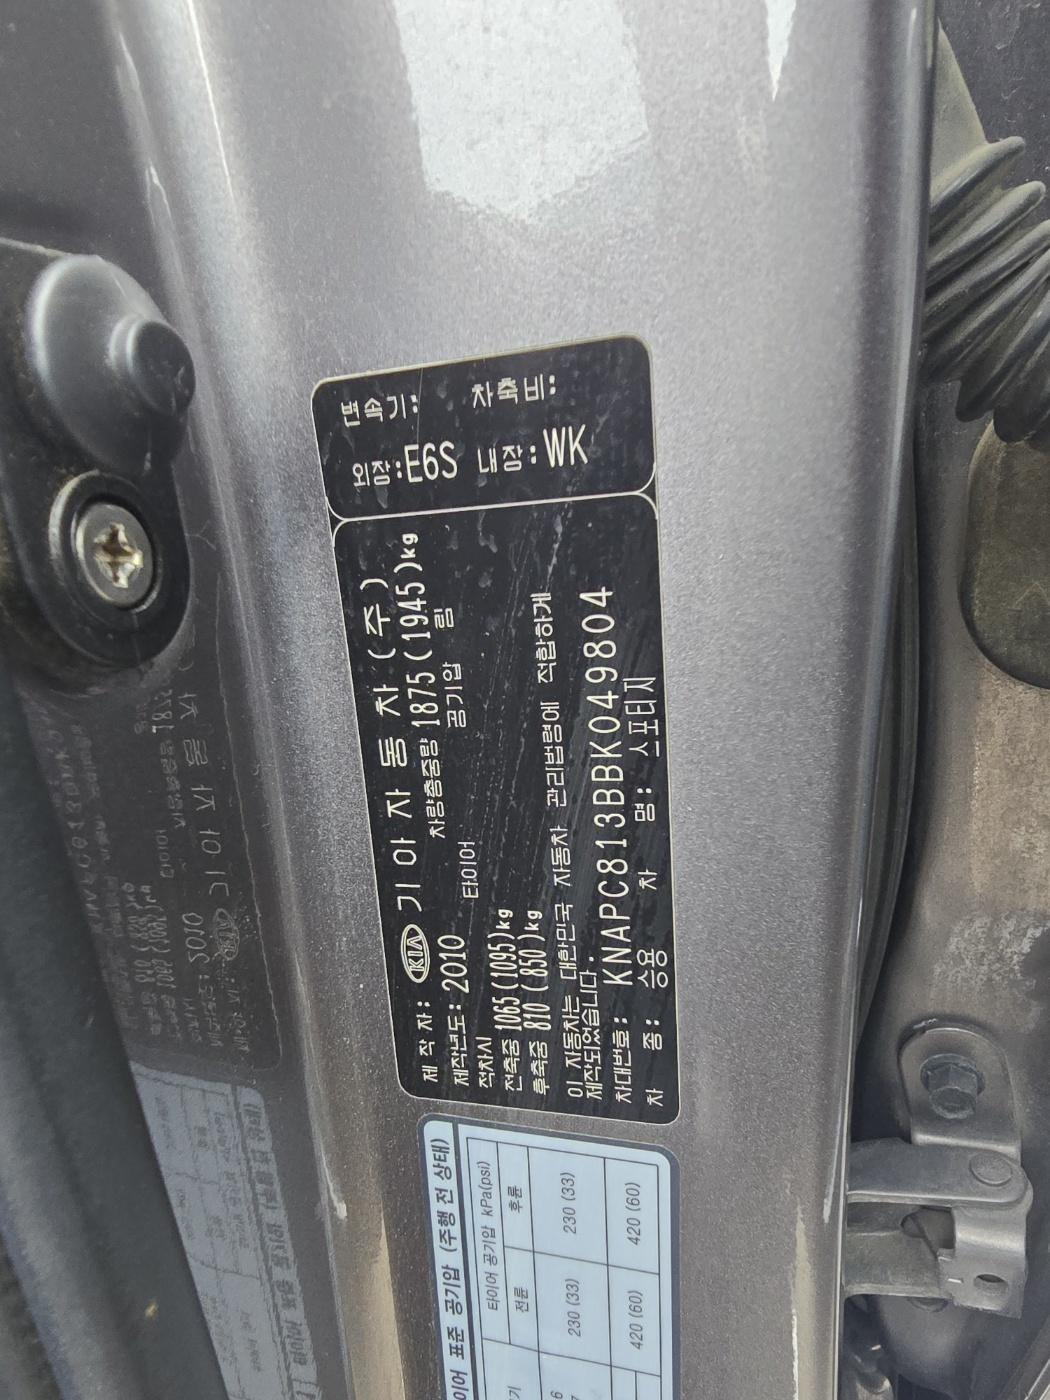 변속기: 차축비:
외장:E6S 내장:WK
제 작 자: KIA 기 아 자 동 차 (주)
제작년도: 2010 차량총중량 1875(1945)kg
적차시 타이어 공기압 림
전축중 1065(1095)kg
후축중 810 (850)kg
이 자동차는 대한민국 자동차 관리법령에 적합하게
제작되었습니다.
차대번호: KNAPC813BBK049804
차 종: 승용 차 명: 스포티지
표준 공기압 (주행 전 상태)
타이어 공기압 kPa(psi)
전륜 후륜
230 (33) 230 (33)
420 (60) 420 (60)